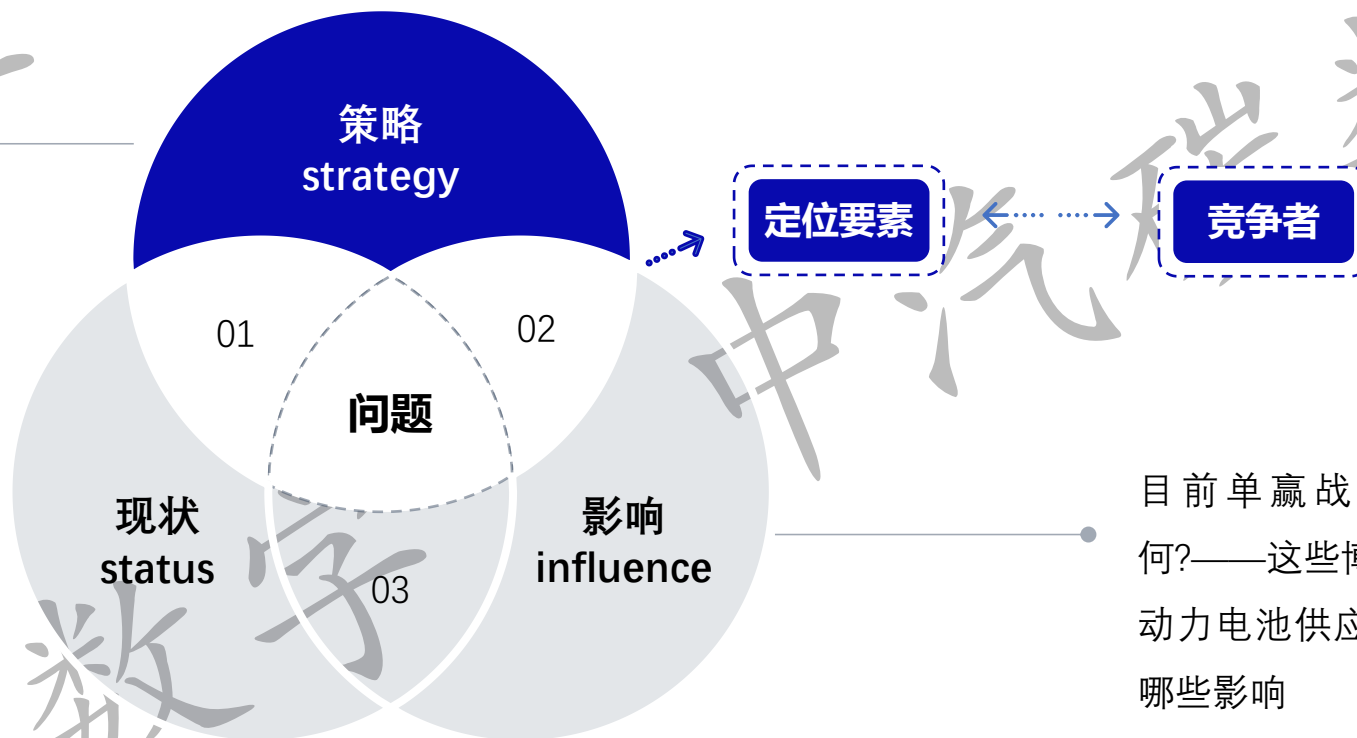 策略
strategy
定位要素
竞争者
01
02
问题
现状
status
影响
influence
03
目前单赢战
何?——这些博
动力电池供应
哪些影响
中汽碳
数字